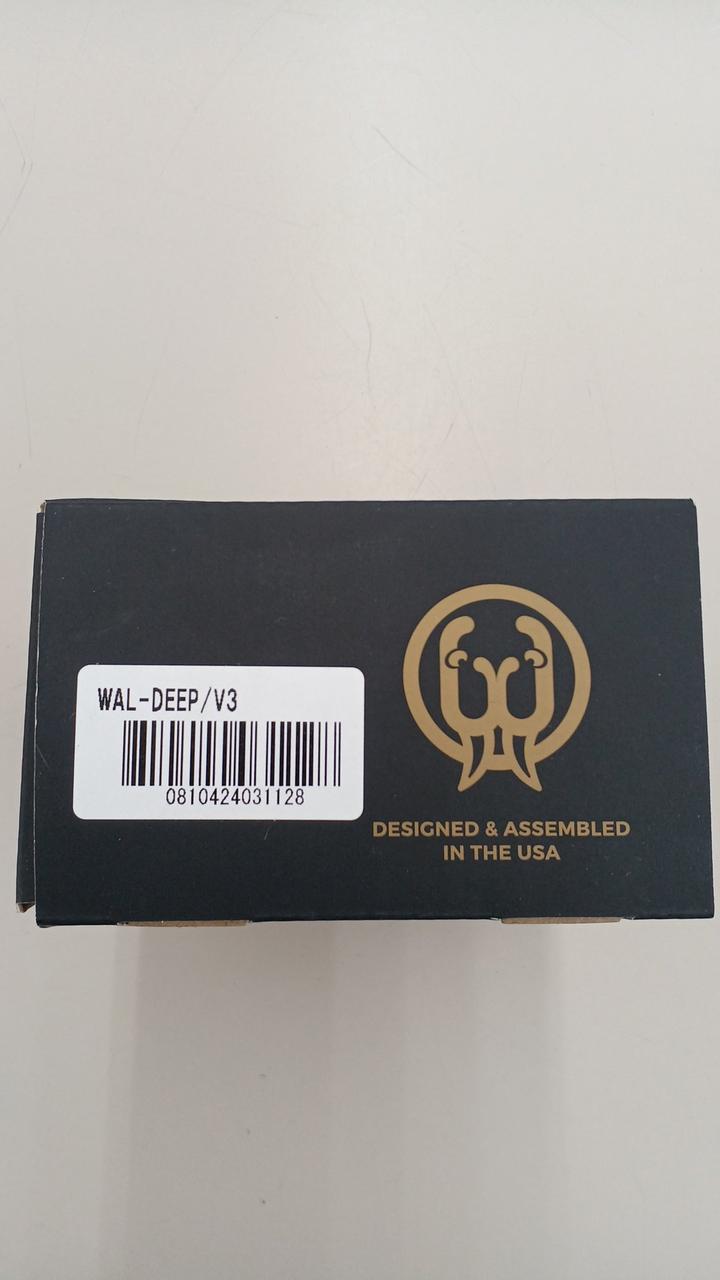 WAL-DEEP/V3
0810424031128
DESIGNED & ASSEMBLED
IN THE USA